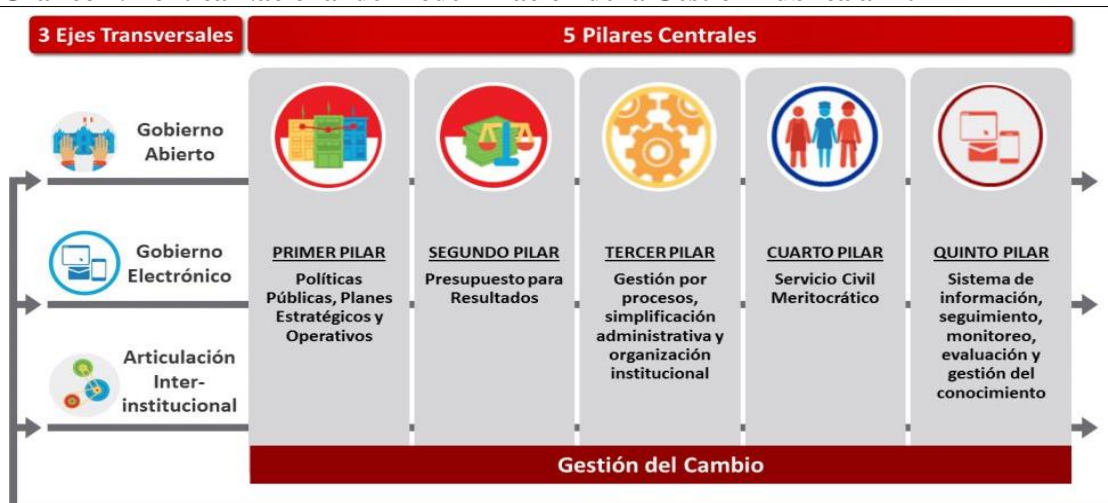 3 Ejes Transversales
5 Pilares Centrales
Gobierno
Abierto
Gobierno
Electrónico
Articulación
Inter-
institucional
PRIMER PILAR
Políticas
Públicas, Planes
Estratégicos y
Operativos
SEGUNDO PILAR
Presupuesto para
Resultados
TERCER PILAR
Gestión por
procesos,
simplificación
administrativa y
organización
institucional
CUARTO PILAR
Servicio Civil
Meritocrático
QUINTO PILAR
Sistema de
información,
seguimiento,
monitoreo,
evaluación y
gestión del
conocimiento
Gestión del Cambio